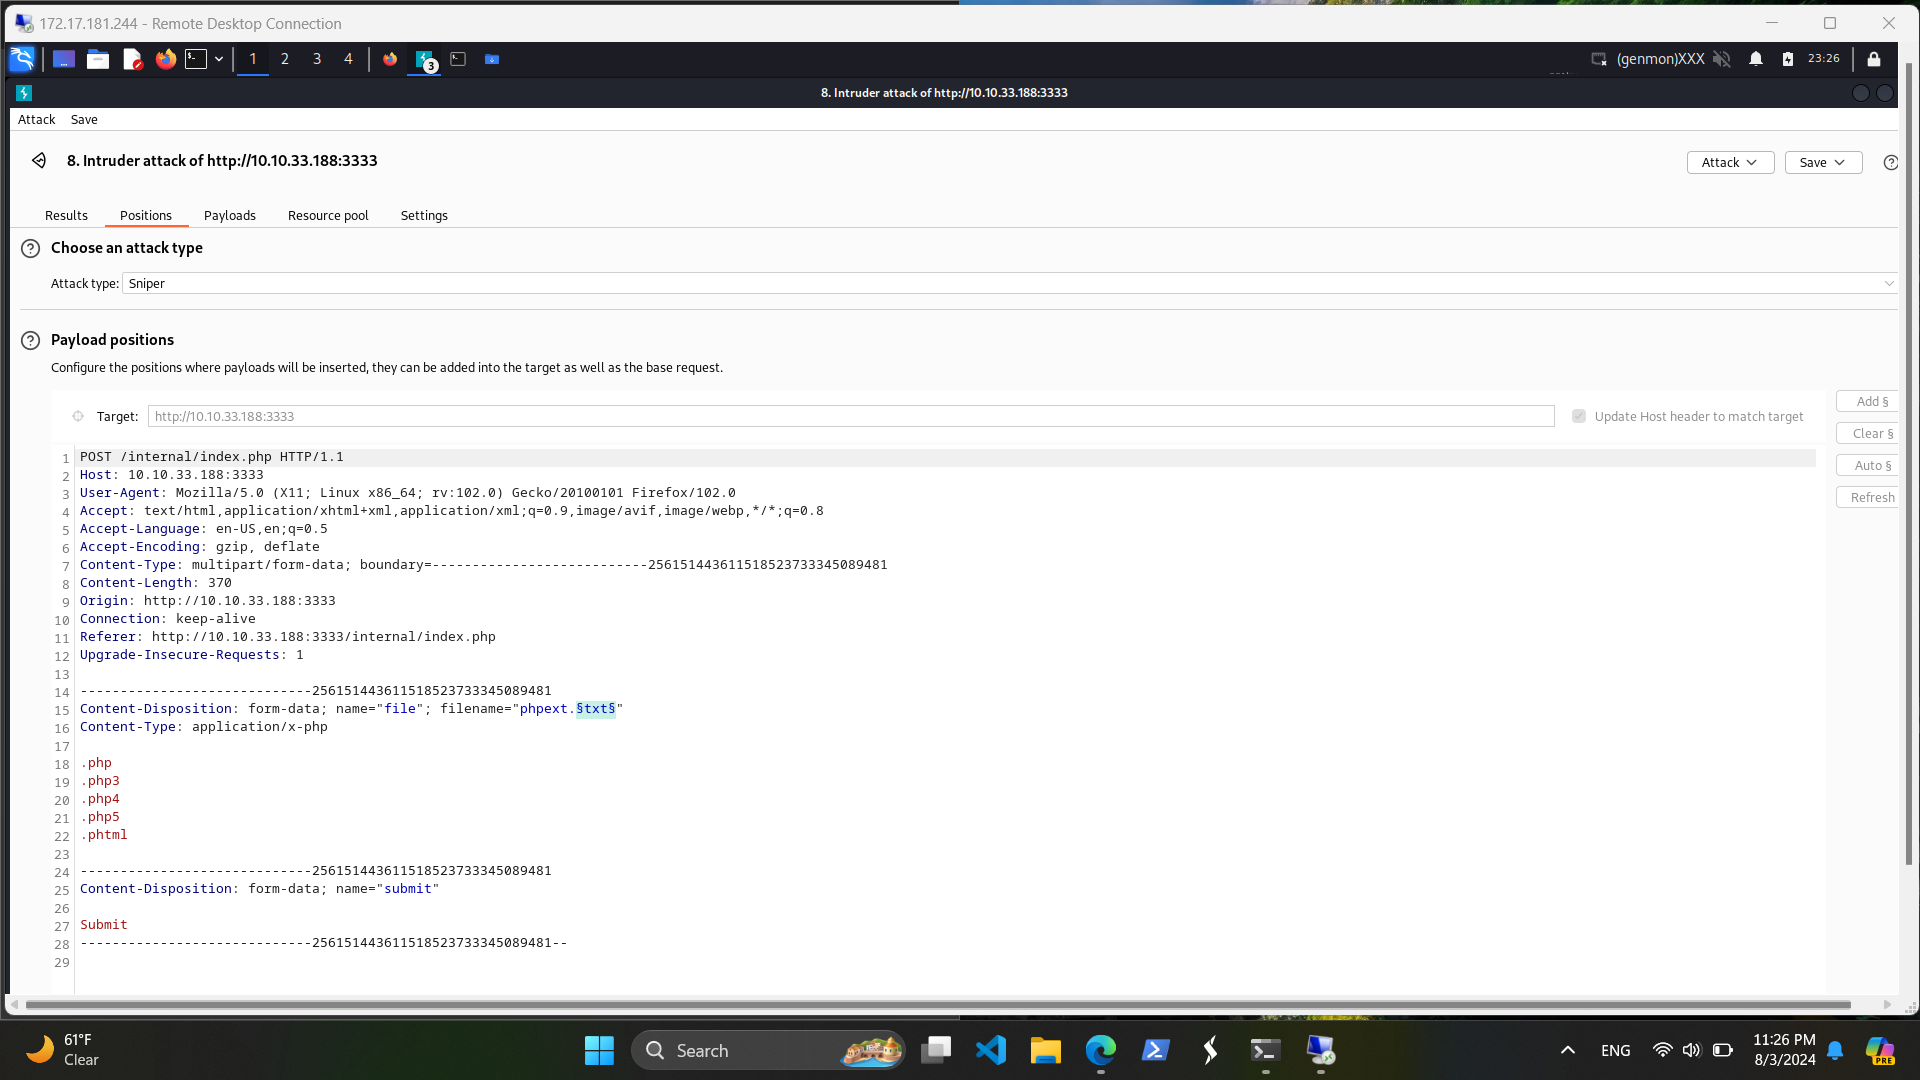 172.17.181.244 - Remote Desktop Connection
1 2 3 4 3 (genmon)XXX 23:26
8. Intruder attack of http://10.10.33.188:3333
Attack Save
8. Intruder attack of http://10.10.33.188:3333 Attack Save
Results Positions Payloads Resource pool Settings
Choose an attack type
Attack type: Sniper
Payload positions
Configure the positions where payloads will be inserted, they can be added into the target as well as the base request.
Target: http://10.10.33.188:3333 Update Host header to match target
Add §
Clear §
Auto §
Refresh
1 POST /internal/index.php HTTP/1.1
2 Host: 10.10.33.188:3333
3 User-Agent: Mozilla/5.0 (X11; Linux x86_64; rv:102.0) Gecko/20100101 Firefox/102.0
4 Accept: text/html,application/xhtml+xml,application/xml;q=0.9,image/avif,image/webp,*/*;q=0.8
5 Accept-Language: en-US,en;q=0.5
6 Accept-Encoding: gzip, deflate
7 Content-Type: multipart/form-data; boundary=---------------------------256151443611518523733345089481
8 Content-Length: 370
9 Origin: http://10.10.33.188:3333
10 Connection: keep-alive
11 Referer: http://10.10.33.188:3333/internal/index.php
12 Upgrade-Insecure-Requests: 1
13
14 -----------------------------256151443611518523733345089481
15 Content-Disposition: form-data; name="file"; filename="phpext.§txt§"
16 Content-Type: application/x-php
17
18 .php
19 .php3
20 .php4
21 .php5
22 .phtml
23
24 -----------------------------256151443611518523733345089481
25 Content-Disposition: form-data; name="submit"
26
27 Submit
28 -----------------------------256151443611518523733345089481--
29
61°F
Clear
Search
ENG
11:26 PM
8/3/2024
PRE